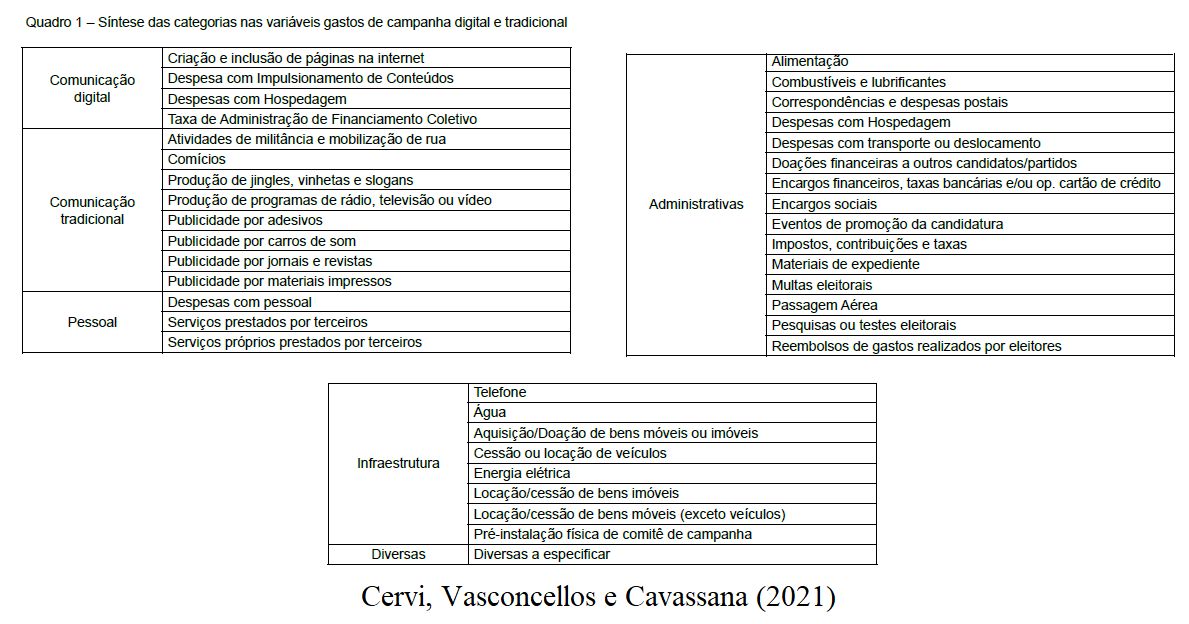 Quadro 1 – Síntese das categorias nas variáveis gastos de campanha digital e tradicional
Comunicação
digital
Criação e inclusão de páginas na internet
Despesa com Impulsionamento de Conteúdos
Despesas com Hospedagem
Taxa de Administração de Financiamento Coletivo
Comunicação
tradicional
Atividades de militância e mobilização de rua
Comícios
Produção de jingles, vinhetas e slogans
Produção de programas de rádio, televisão ou vídeo
Publicidade por adesivos
Publicidade por carros de som
Publicidade por jornais e revistas
Publicidade por materiais impressos
Pessoal
Despesas com pessoal
Serviços prestados por terceiros
Serviços próprios prestados por terceiros
Administrativas
Alimentação
Combustíveis e lubrificantes
Correspondências e despesas postais
Despesas com Hospedagem
Despesas com transporte ou deslocamento
Doações financeiras a outros candidatos/partidos
Encargos financeiros, taxas bancárias e/ou op. cartão de crédito
Encargos sociais
Eventos de promoção da candidatura
Impostos, contribuições e taxas
Materiais de expediente
Multas eleitorais
Passagem Aérea
Pesquisas ou testes eleitorais
Reembolsos de gastos realizados por eleitores
Infraestrutura
Telefone
Água
Aquisição/Doação de bens móveis ou imóveis
Cessão ou locação de veículos
Energia elétrica
Locação/cessão de bens imóveis
Locação/cessão de bens móveis (exceto veículos)
Pré-instalação física de comitê de campanha
Diversas
Diversas a especificar
Cervi, Vasconcellos e Cavassana (2021)